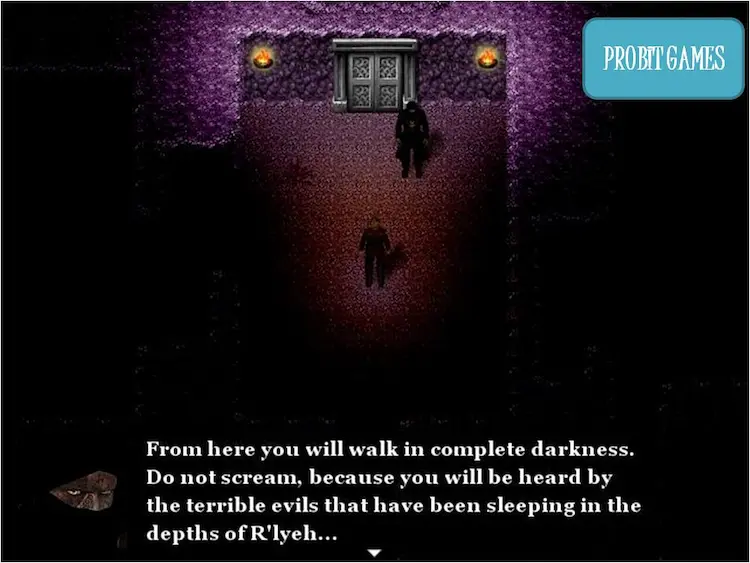 PROBIT GAMES
From here you will walk in complete darkness.
Do not scream, because you will be heard by
the terrible evils that have been sleeping in the
depths of R'lyeh...